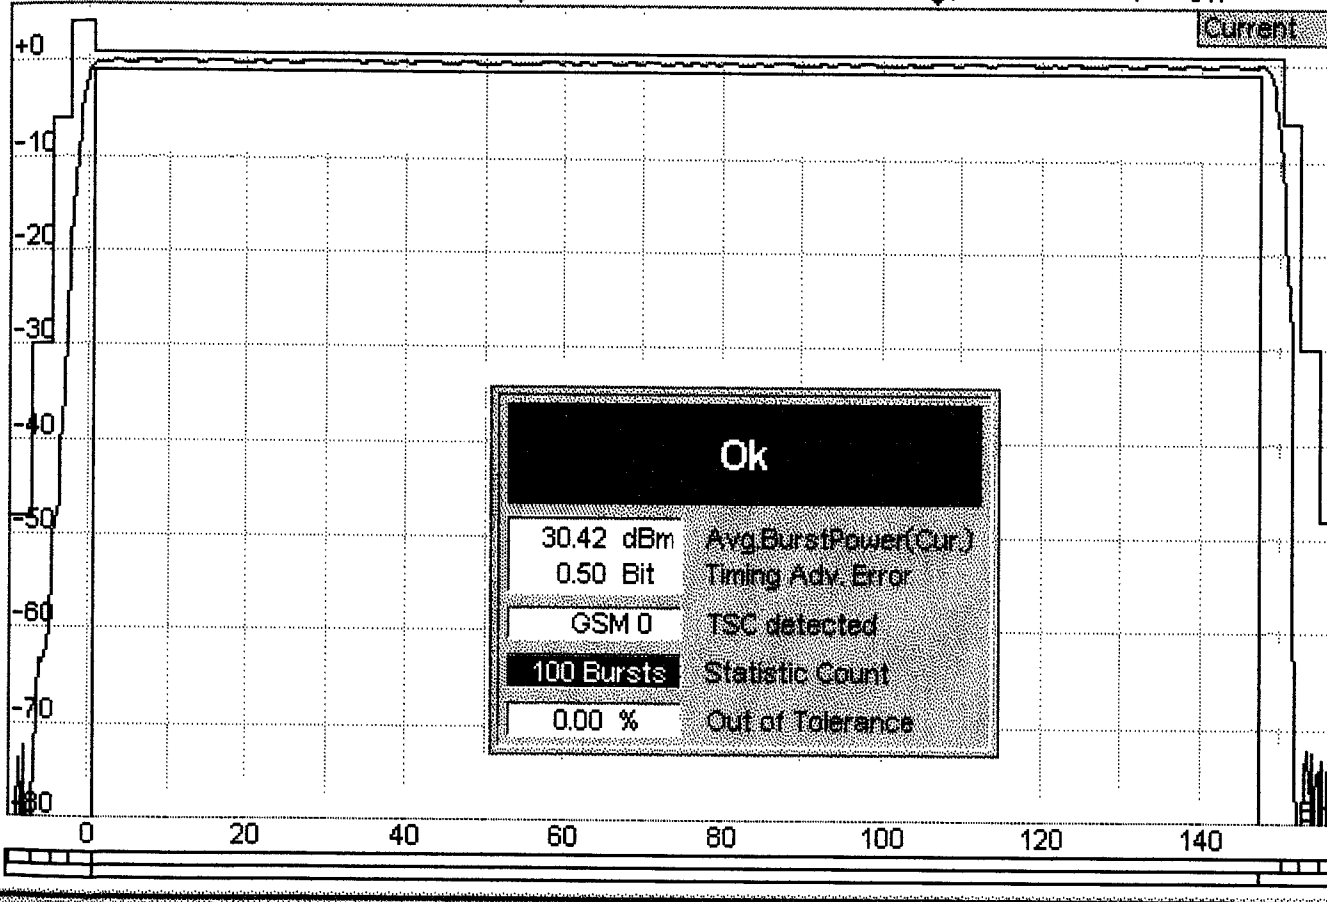 Current
+0
-10
-20
-30
-40
-50
-60
-70
-80
Ok
30.42 dBm Avg.BurstPower(Cur.)
0.50 Bit Timing Adv. Error
GSM 0 TSC detected
100 Bursts Statistic Count
0.00 % Out of Tolerance
0 20 40 60 80 100 120 140